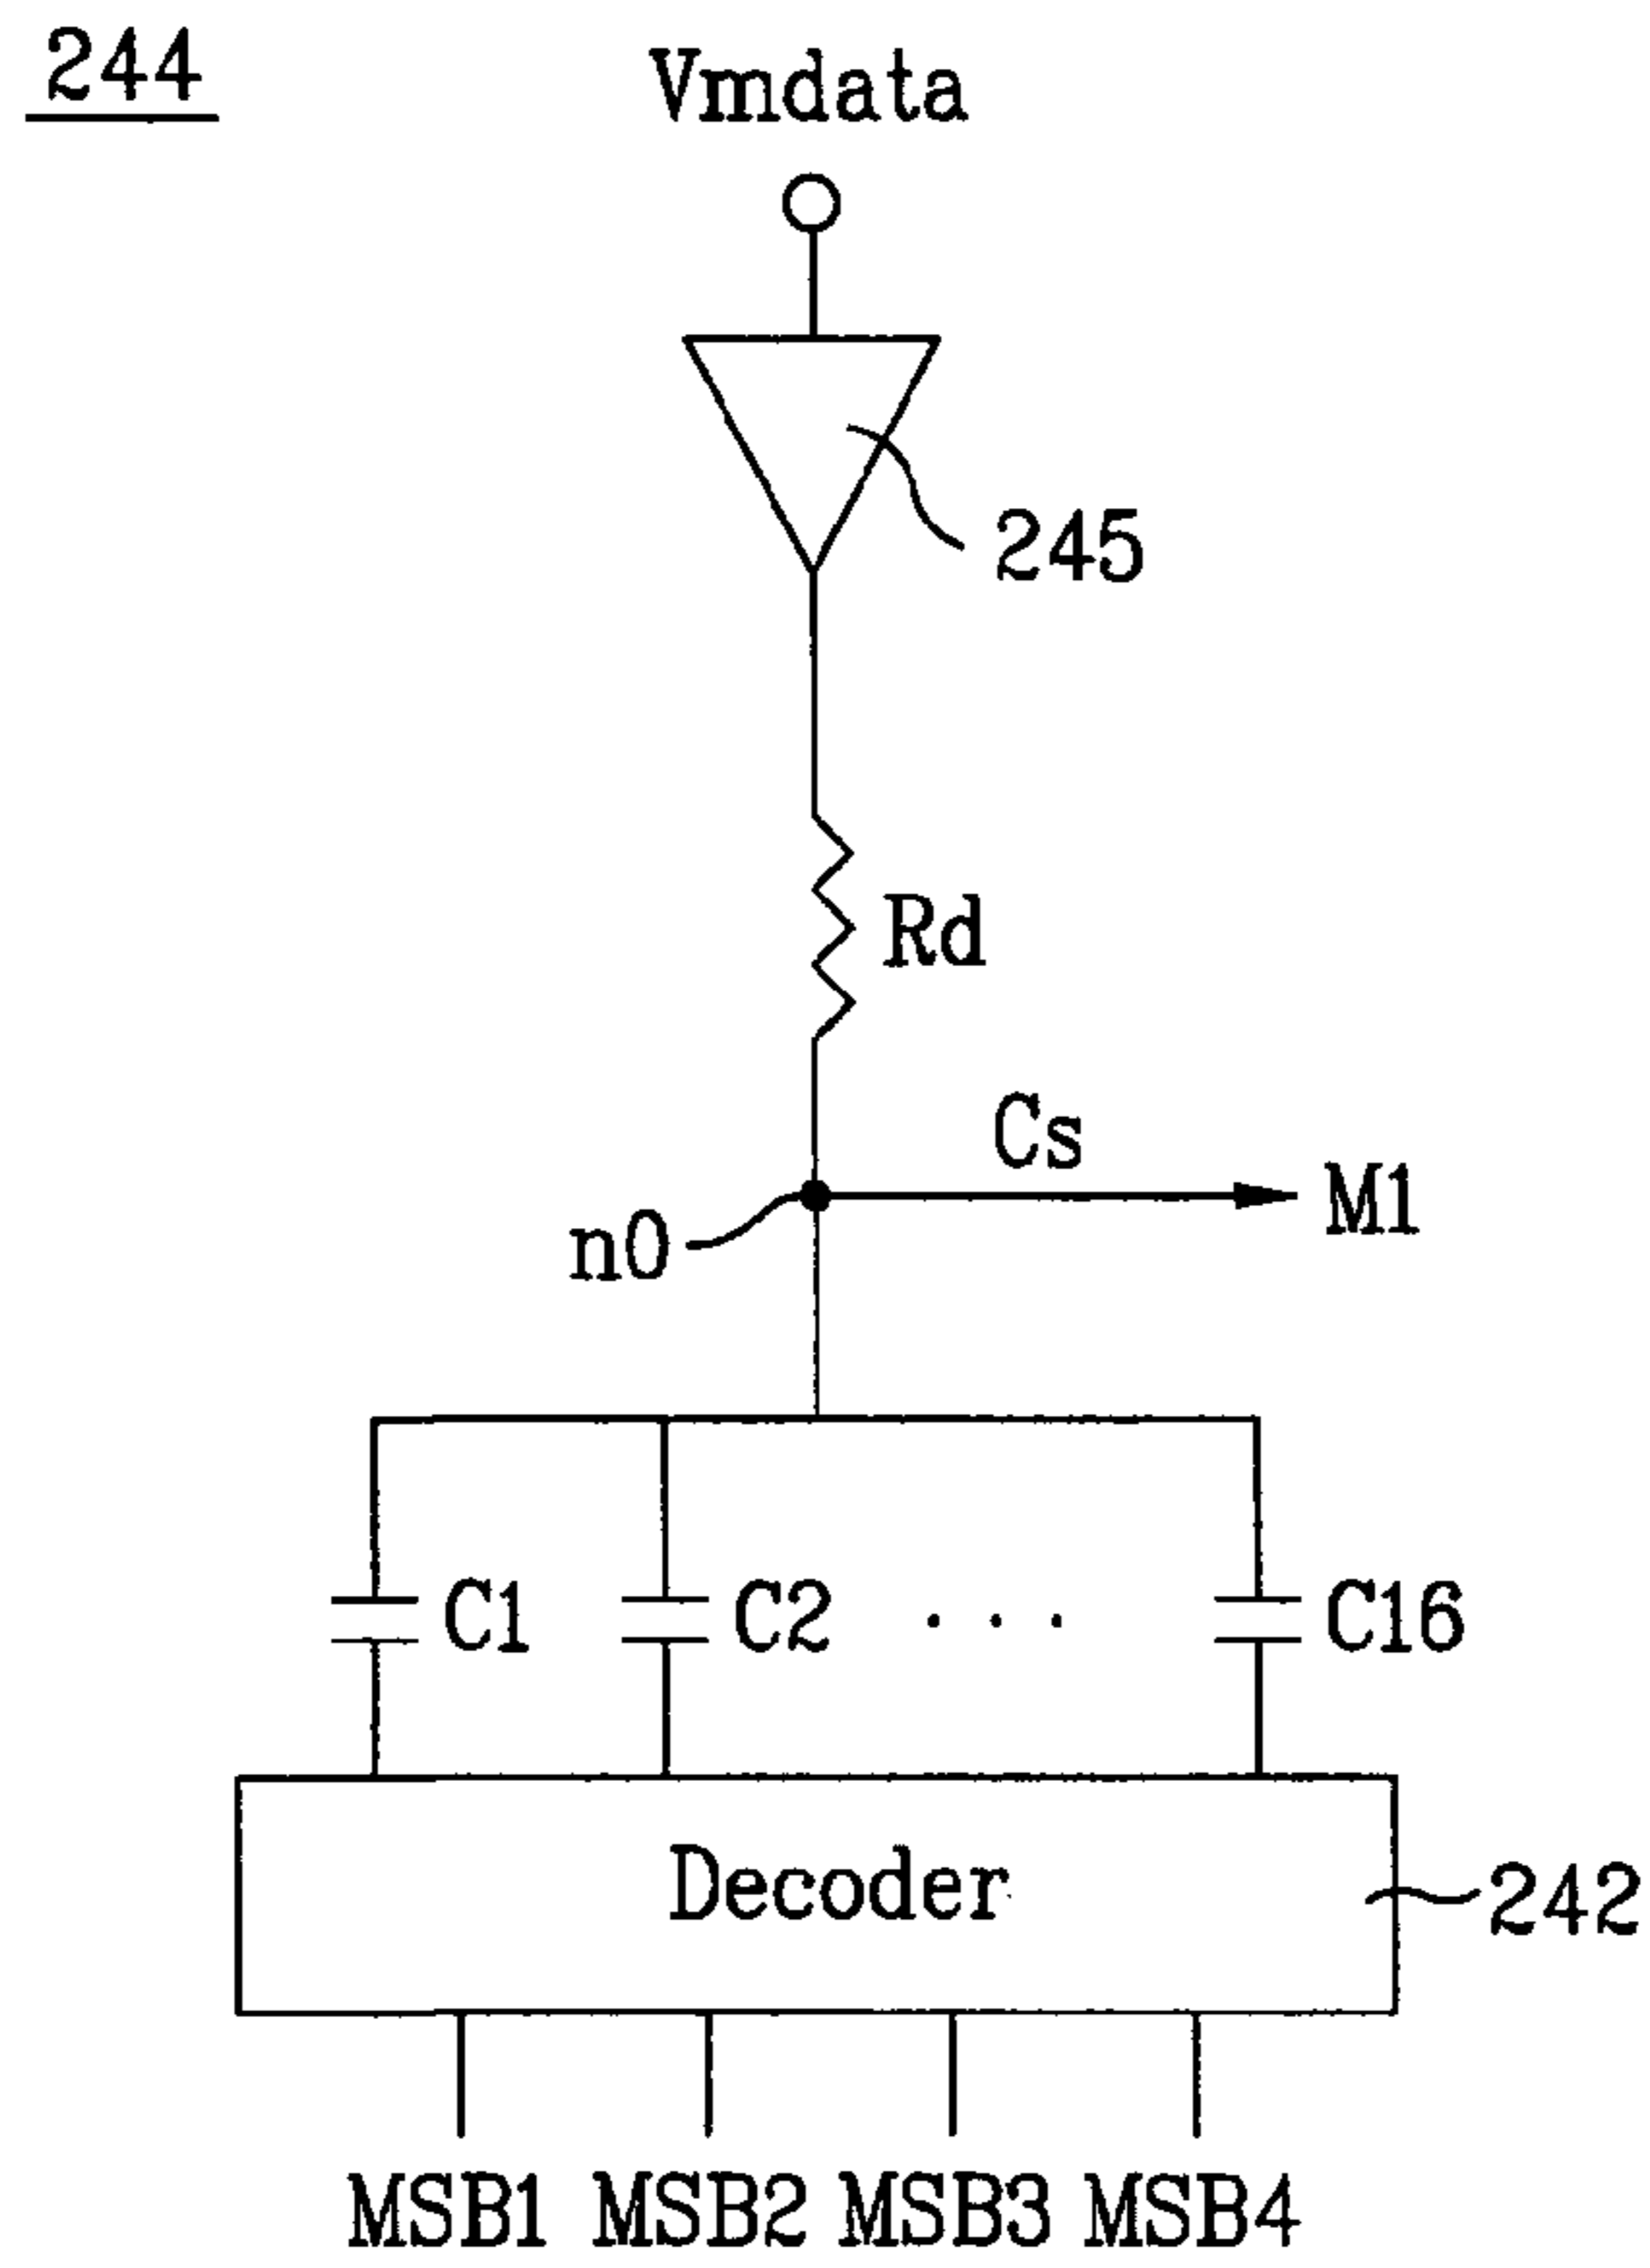 244
Vmdata
245
Rd
Cs
M1
n0
C1 C2 ... C16
Decoder
242
MSB1 MSB2 MSB3 MSB4